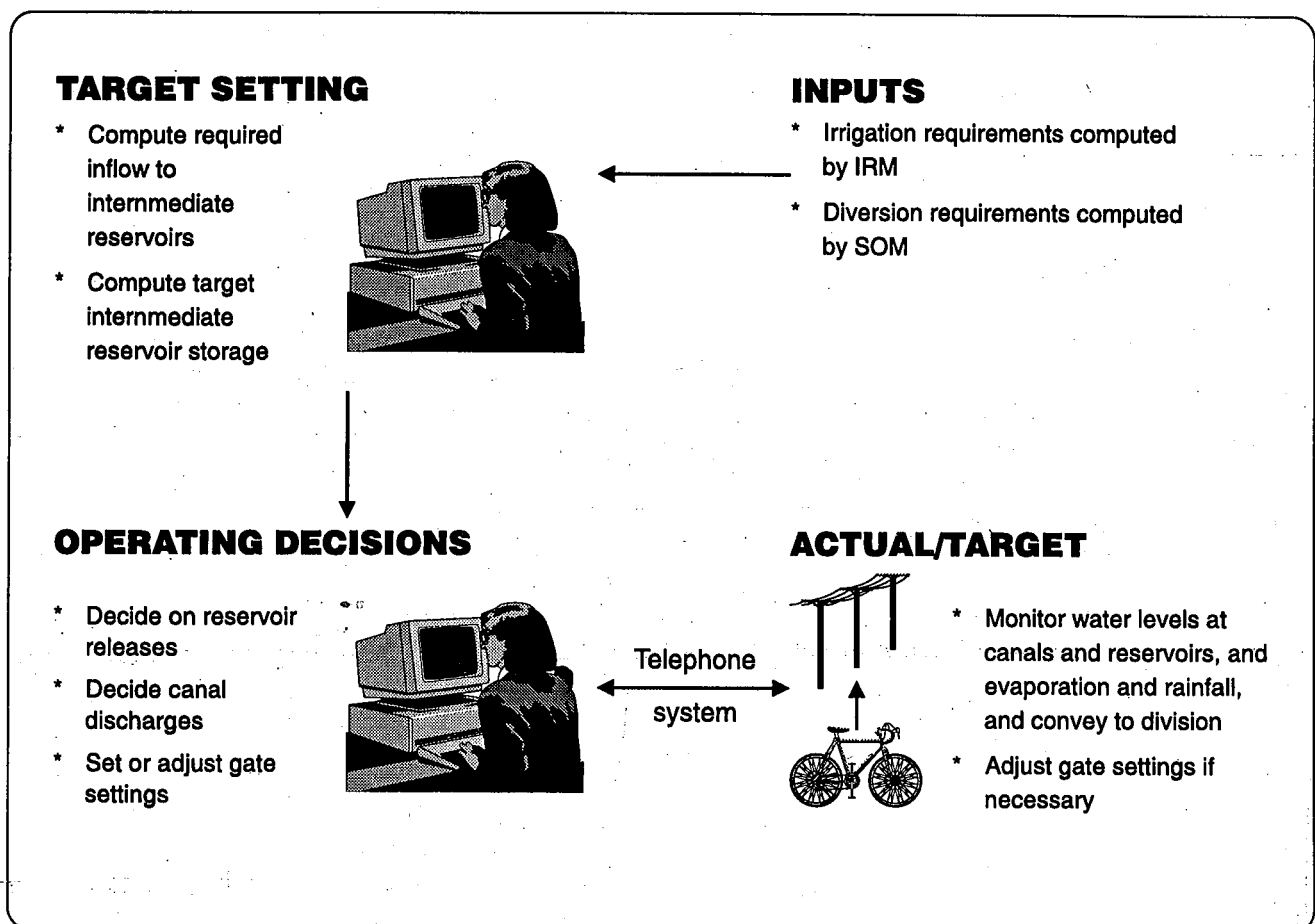 TARGET SETTING
* Compute required
inflow to
internmediate
reservoirs
* Compute target
internmediate
reservoir storage
INPUTS
* Irrigation requirements computed
by IRM
* Diversion requirements computed
by SOM
OPERATING DECISIONS
* Decide on reservoir
releases
* Decide canal
discharges
* Set or adjust gate
settings
Telephone
system
ACTUAL/TARGET
* Monitor water levels at
canals and reservoirs, and
evaporation and rainfall,
and convey to division
* Adjust gate settings if
necessary